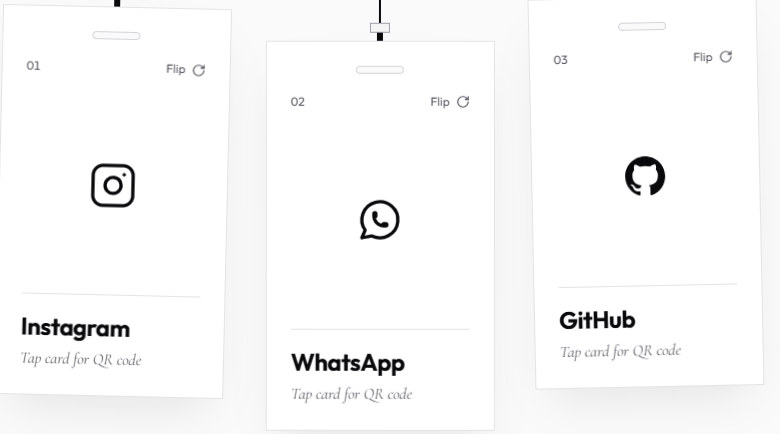 01
Flip
Instagram
Tap card for QR code
02
Flip
WhatsApp
Tap card for QR code
03
Flip
GitHub
Tap card for QR code